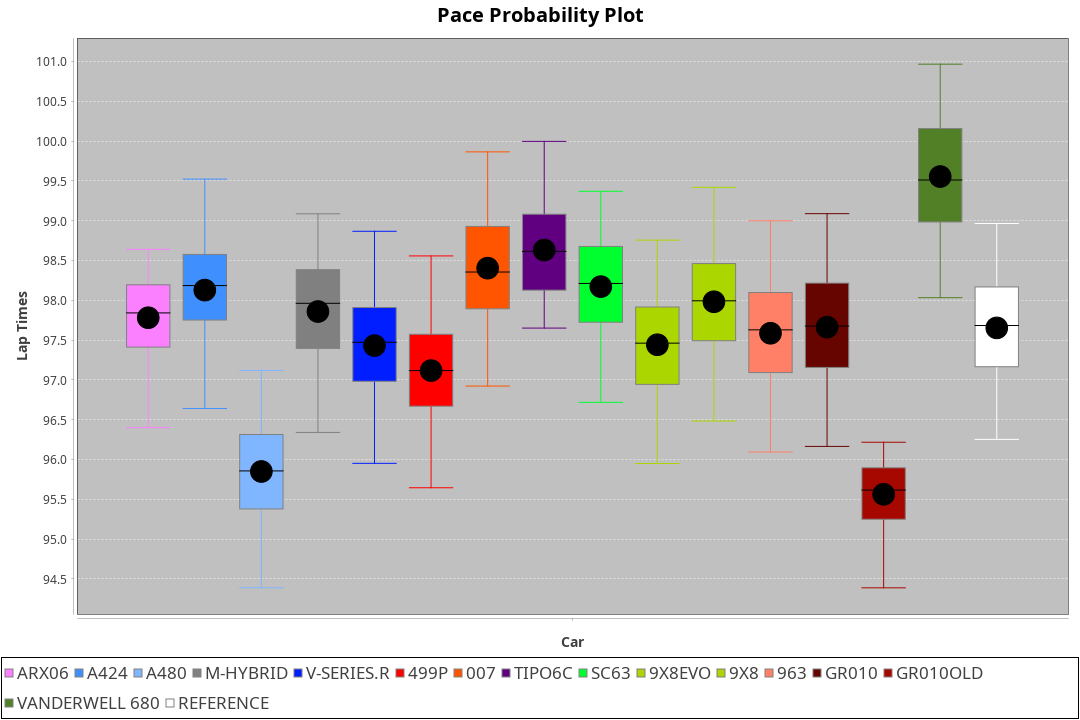 Pace Probability Plot
101.0
100.5
100.0
99.5
99.0
98.5
98.0
97.5
97.0
96.5
96.0
95.5
95.0
94.5
Lap Times
Car
ARX06 A424 A480 M-HYBRID V-SERIES.R 499P 007 TIPO6C SC63 9X8EVO 9X8 963 GR010 GR010OLD
VANDERWELL 680 REFERENCE